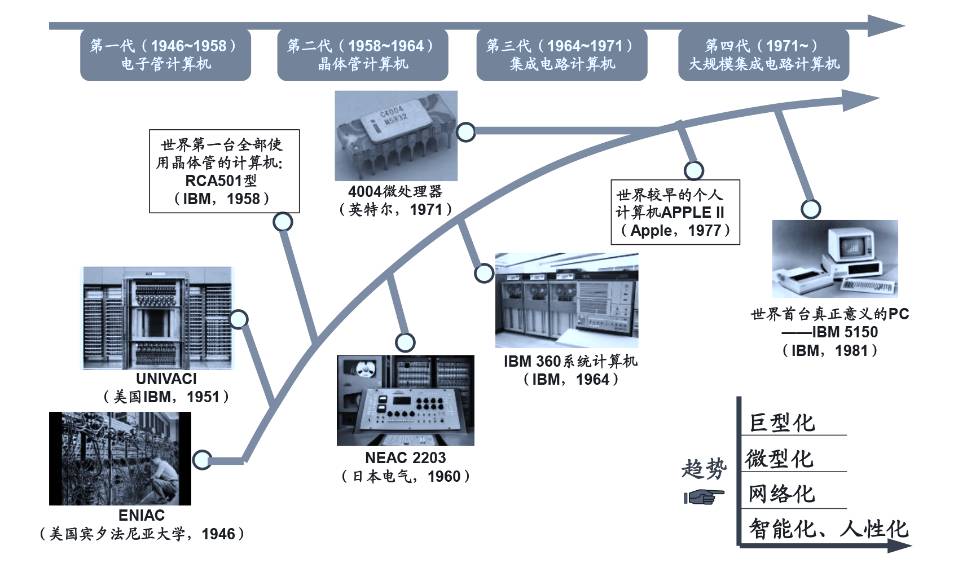 第一代（1946~1958）
电子管计算机
第二代（1958~1964）
晶体管计算机
第三代（1964~1971）
集成电路计算机
第四代（1971~）
大规模集成电路计算机
C4004
世界第一台全部使
用晶体管的计算机:
RCA501型
（IBM，1958）
4004微处理器
（英特尔，1971）
世界较早的个人
计算机APPLE II
（Apple，1977）
UNIVACI
（美国IBM，1951）
IBM 360系统计算机
（IBM，1964）
世界首台真正意义的PC
——IBM 5150
（IBM，1981）
ENIAC
（美国宾夕法尼亚大学，1946）
NEAC 2203
（日本电气，1960）
趋势
巨型化
微型化
网络化
智能化、人性化